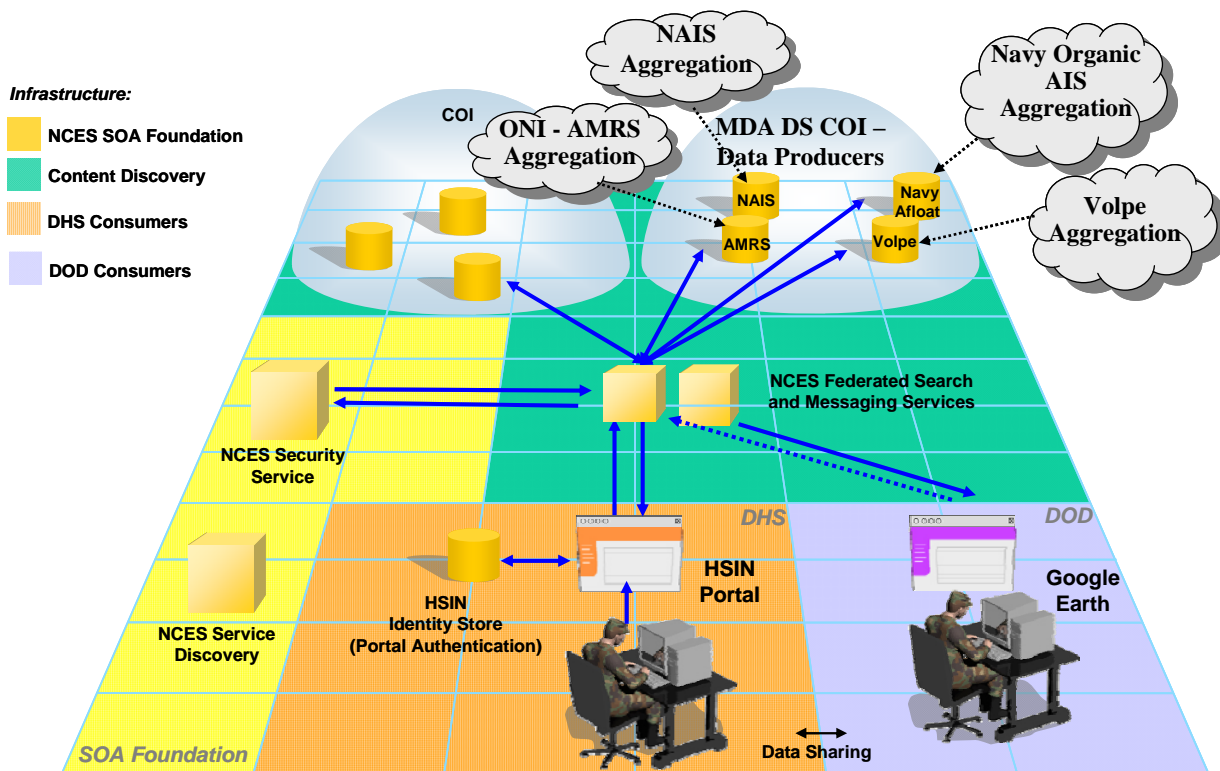 Infrastructure:
NCES SOA Foundation
Content Discovery
DHS Consumers
DOD Consumers
COI
NAIS
Aggregation
ONI - AMRS
Aggregation
MDA DS COI –
Data Producers
Navy Organic
AIS
Aggregation
Volpe
Aggregation
NAIS
AMRS
Navy
Afloat
Volpe
NCES Federated Search
and Messaging Services
NCES Security
Service
NCES Service
Discovery
HSIN
Identity Store
(Portal Authentication)
DHS
HSIN
Portal
DOD
Google
Earth
SOA Foundation
Data Sharing